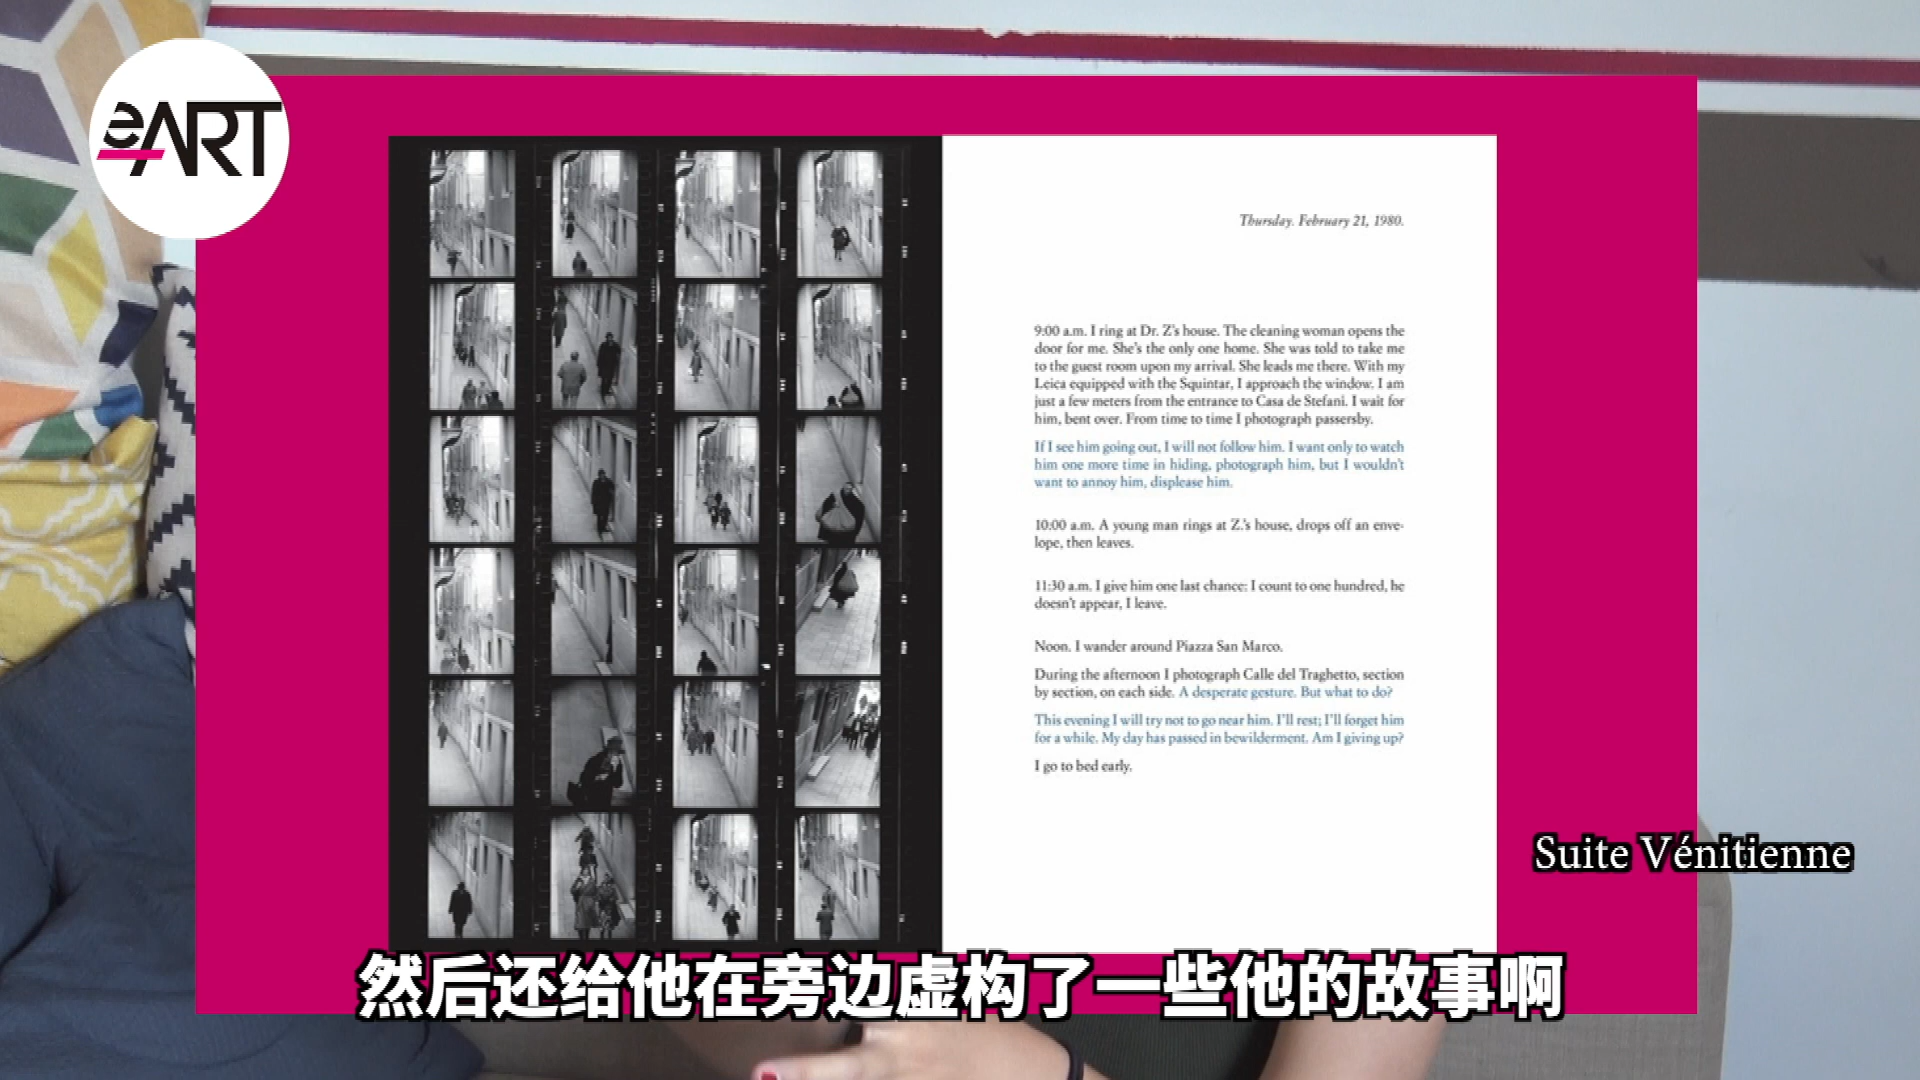 eART
Thursday. February 21, 1980.
9:00 a.m. I ring at Dr. Z's house. The cleaning woman opens the
door for me. She's the only one home. She was told to take me
to the guest room upon my arrival. She leads me there. With my
Leica equipped with the Squintar, I approach the window. I am
just a few meters from the entrance to Casa de Stefani. I wait for
him, bent over. From time to time I photograph passersby.
If I see him going out, I will not follow him. I want only to watch
him one more time in hiding, photograph him, but I wouldn't
want to annoy him, displease him.
10:00 a.m. A young man rings at Z.'s house, drops off an enve-
lope, then leaves.
11:30 a.m. I give him one last chance: I count to one hundred, he
doesn't appear, I leave.
Noon. I wander around Piazza San Marco.
During the afternoon I photograph Calle del Traghetto, section
by section, on each side. A desperate gesture. But what to do?
This evening I will try not to go near him. I'll rest; I'll forget him
for a while. My day has passed in bewilderment. Am I giving up?
I go to bed early.
Suite Vénitienne
然后还给他在旁边虚构了一些他的故事啊